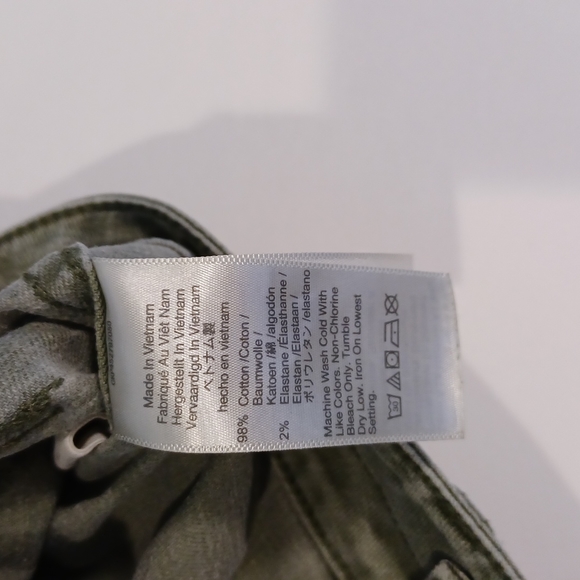 Made In Vietnam
Fabriqué Au Viêt Nam
Hergestellt In Vietnam
Vervaardigd In Vietnam
ベトナム製
hecho en vietnam
98% Cotton /Coton /
Baumwolle /
Katoen /綿 /algodón
2% Elastane /Élasthanne /
Elastan /Elastaan /
ポリウレタン /elastano
Machine Wash Cold With
Like Colors. Non-Chlorine
Bleach Only. Tumble
Dry Low. Iron On Lowest
Setting.